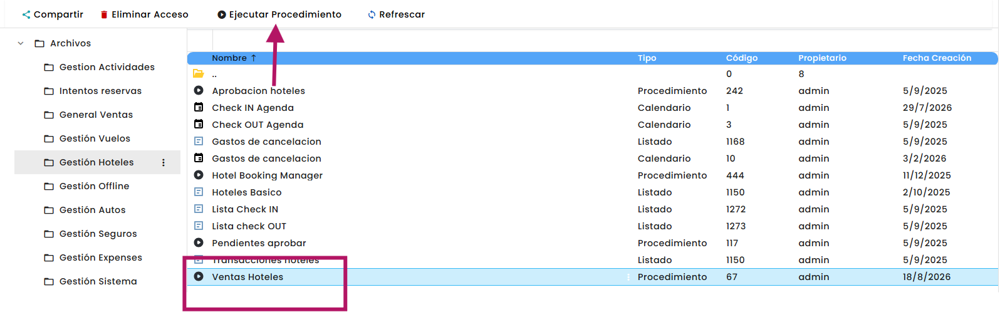 Compartir Eliminar Acceso Ejecutar Procedimiento Refrescar
Archivos
Gestion Actividades
Intentos reservas
General Ventas
Gestión Vuelos
Gestión Hoteles
Gestión Offline
Gestión Autos
Gestión Seguros
Gestión Expenses
Gestión Sistema
Nombre ↑ Tipo Código Propietario Fecha Creación
.. 0 8
Aprobacion hoteles Procedimiento 242 admin 5/9/2025
Check IN Agenda Calendario 1 admin 29/7/2026
Check OUT Agenda Calendario 3 admin 5/9/2025
Gastos de cancelacion Listado 1168 admin 5/9/2025
Gastos de cancelacion Calendario 10 admin 3/2/2026
Hotel Booking Manager Procedimiento 444 admin 11/12/2025
Hoteles Basico Listado 1150 admin 2/10/2025
Lista Check IN Listado 1272 admin 5/9/2025
Lista check OUT Listado 1273 admin 5/9/2025
Pendientes aprobar Procedimiento 117 admin 5/9/2025
Transacciones hoteles Listado 1150 admin 5/9/2025
Ventas Hoteles Procedimiento 67 admin 18/8/2026